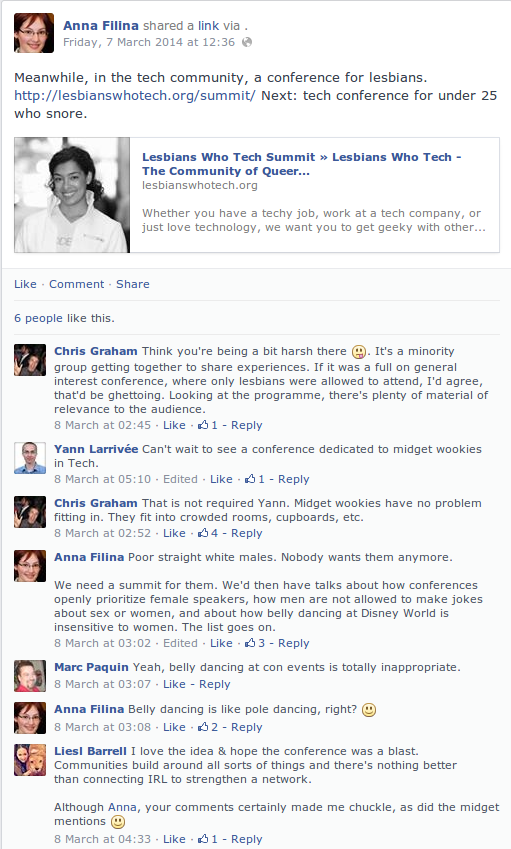 Anna Filina shared a link via .
Friday, 7 March 2014 at 12:36
Meanwhile, in the tech community, a conference for lesbians.
http://lesbianswhotech.org/summit/ Next: tech conference for under 25
who snore.
Lesbians Who Tech Summit » Lesbians Who Tech -
The Community of Queer...
lesbianswhotech.org
Whether you have a techy job, work at a tech company, or
just love technology, we want you to get geeky with other...
Like · Comment · Share
6 people like this.
Chris Graham Think you're being a bit harsh there . It's a minority
group getting together to share experiences. If it was a full on general
interest conference, where only lesbians were allowed to attend, I'd agree,
that'd be ghettoing. Looking at the programme, there's plenty of material of
relevance to the audience.
8 March at 02:45 · Like · 1 - Reply
Yann Larrivée Can't wait to see a conference dedicated to midget wookies
in Tech.
8 March at 05:10 · Edited · Like · 1 - Reply
Chris Graham That is not required Yann. Midget wookies have no problem
fitting in. They fit into crowded rooms, cupboards, etc.
8 March at 02:52 · Like · 4 - Reply
Anna Filina Poor straight white males. Nobody wants them anymore.
We need a summit for them. We'd then have talks about how conferences
openly prioritize female speakers, how men are not allowed to make jokes
about sex or women, and about how belly dancing at Disney World is
insensitive to women. The list goes on.
8 March at 03:02 · Edited · Like · 3 - Reply
Marc Paquin Yeah, belly dancing at con events is totally inappropriate.
8 March at 03:07 · Like - Reply
Anna Filina Belly dancing is like pole dancing, right?
8 March at 03:08 · Like · 2 - Reply
Liesl Barrell I love the idea & hope the conference was a blast.
Communities build around all sorts of things and there's nothing better
than connecting IRL to strengthen a network.
Although Anna, your comments certainly made me chuckle, as did the midget
mentions
8 March at 04:33 · Like · 1 - Reply